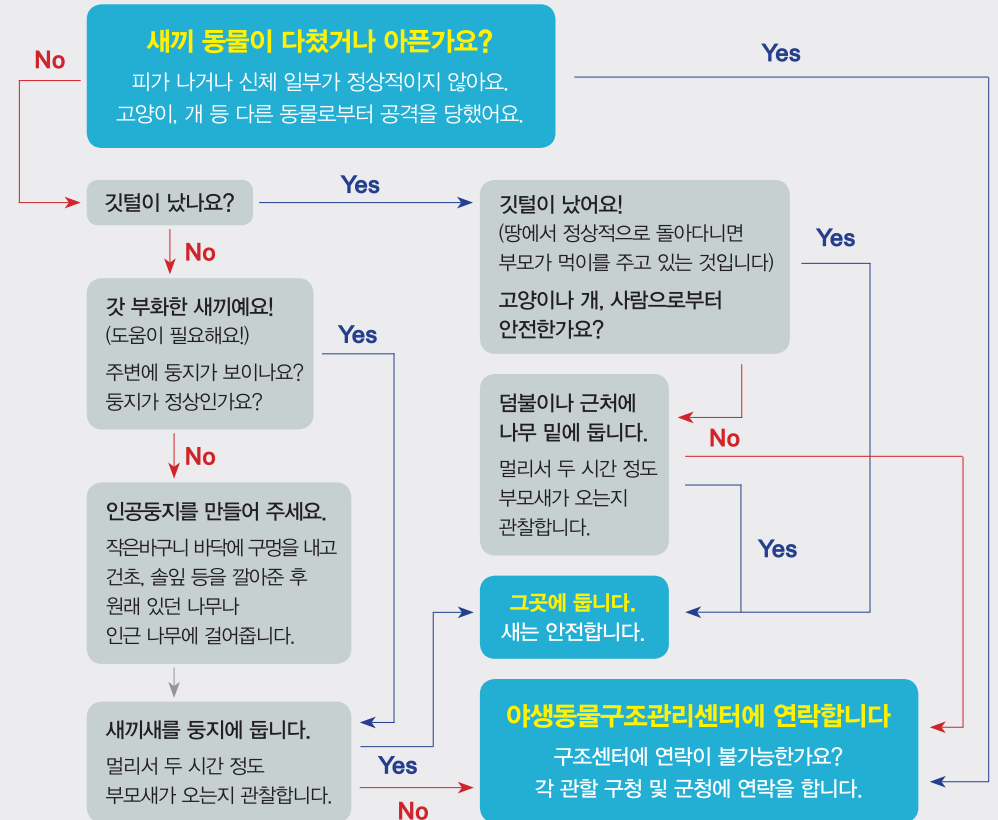 새끼 동물이 다쳤거나 아픈가요?
피가 나거나 신체 일부가 정상적이지 않아요.
고양이, 개 등 다른 동물로부터 공격을 당했어요.
No
Yes
깃털이 났나요?
Yes
No
깃털이 났어요!
(땅에서 정상적으로 돌아다니면
부모가 먹이를 주고 있는 것입니다)
고양이나 개, 사람으로부터
안전한가요?
Yes
No
갓 부화한 새끼예요!
(도움이 필요해요!)
주변에 둥지가 보이나요?
둥지가 정상인가요?
Yes
No
덤불이나 근처에
나무 밑에 둡니다.
멀리서 두 시간 정도
부모새가 오는지
관찰합니다.
Yes
인공둥지를 만들어 주세요.
작은바구니 바닥에 구멍을 내고
건초, 솔잎 등을 깔아준 후
원래 있던 나무나
인근 나무에 걸어줍니다.
그곳에 둡니다.
새는 안전합니다.
새끼새를 둥지에 둡니다.
멀리서 두 시간 정도
부모새가 오는지 관찰합니다.
Yes
No
야생동물구조관리센터에 연락합니다
구조센터에 연락이 불가능한가요?
각 관할 구청 및 군청에 연락을 합니다.